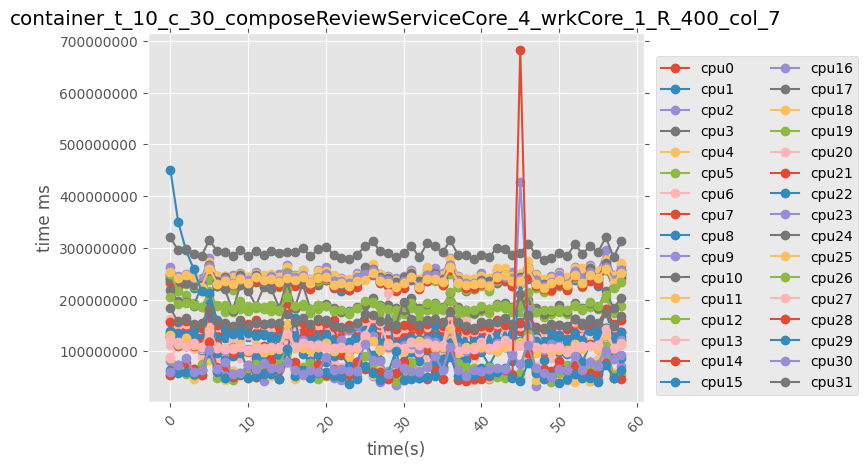 container_t_10_c_30_composeReviewServiceCore_4_wrkCore_1_R_400_col_7
time ms
700000000
600000000
500000000
400000000
300000000
200000000
100000000
0
10
20
30
40
50
60
time(s)
cpu0
cpu1
cpu2
cpu3
cpu4
cpu5
cpu6
cpu7
cpu8
cpu9
cpu10
cpu11
cpu12
cpu13
cpu14
cpu15
cpu16
cpu17
cpu18
cpu19
cpu20
cpu21
cpu22
cpu23
cpu24
cpu25
cpu26
cpu27
cpu28
cpu29
cpu30
cpu31